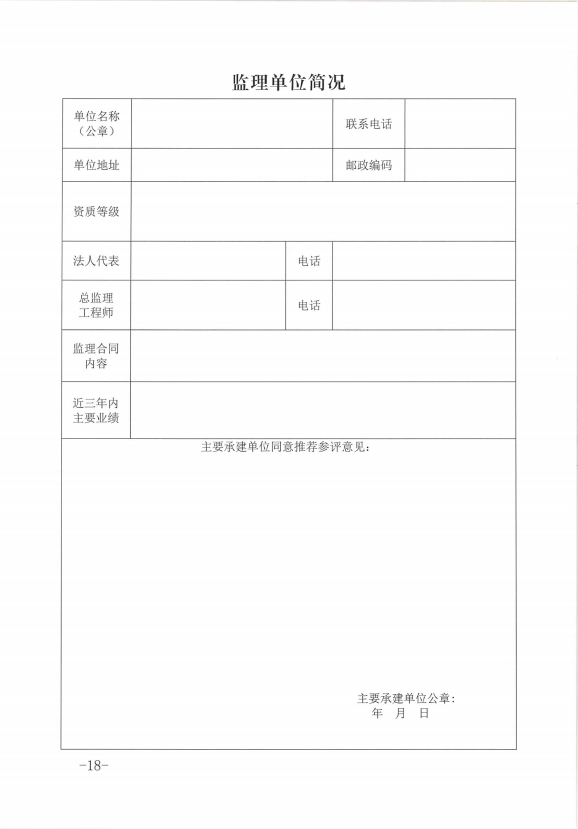 监理单位简况
单位名称
（公章）
联系电话
单位地址
邮政编码
资质等级
法人代表
电话
总监理
工程师
电话
监理合同
内容
近三年内
主要业绩
主要承建单位同意推荐参评意见：
主要承建单位公章：
年 月 日
-18-